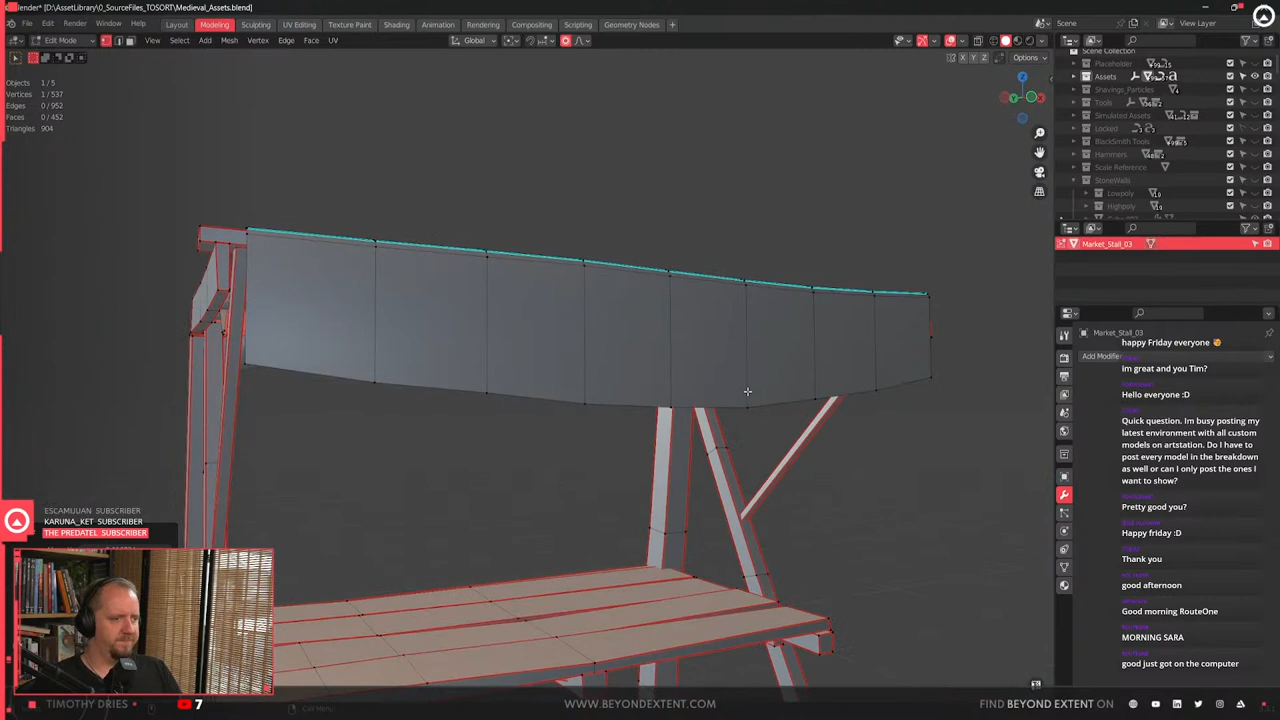 lender* [D:\AssetLibrary\0_SourceFiles_TOSORT\Medieval_Assets.blend]
File Edit Render Window Help
Layout Modeling Sculpting UV Editing Texture Paint Shading Animation Rendering Compositing Scripting Geometry Nodes +
Scene
View Layer
Edit Mode
View Select Add Mesh Vertex Edge Face UV
Global
X Y Z Options
Objects 1/5
Vertices 1/537
Edges 0/952
Faces 0/452
Triangles 904
Scene Collection
Placeholder
Assets
Shavings_Particles
Tools
Simulated Assets
Locked
BlackSmith Tools
Hammers
Scale Reference
StoneWalls
Lowpoly
Highpoly
Market_Stall_03
Market_Stall_03
Add Modifier
happy Friday everyone
im great and you Tim?
Hello everyone :D
Quick question. Im busy posting my
latest environment with all custom
models on artstation. Do I have to
post every model in the breakdown
as well or can I only post the ones I
want to show?
Pretty good you?
Happy friday :D
Thank you
good afternoon
Good morning RouteOne
MORNING SARA
good just got on the computer
ESCAMIJUAN SUBSCRIBER
KARUNA_KET SUBSCRIBER
THE PREDATEL SUBSCRIBER
TIMOTHY DRIES
7
Call Menu
WWW.BEYONDEXTENT.COM
FIND BEYOND EXTENT